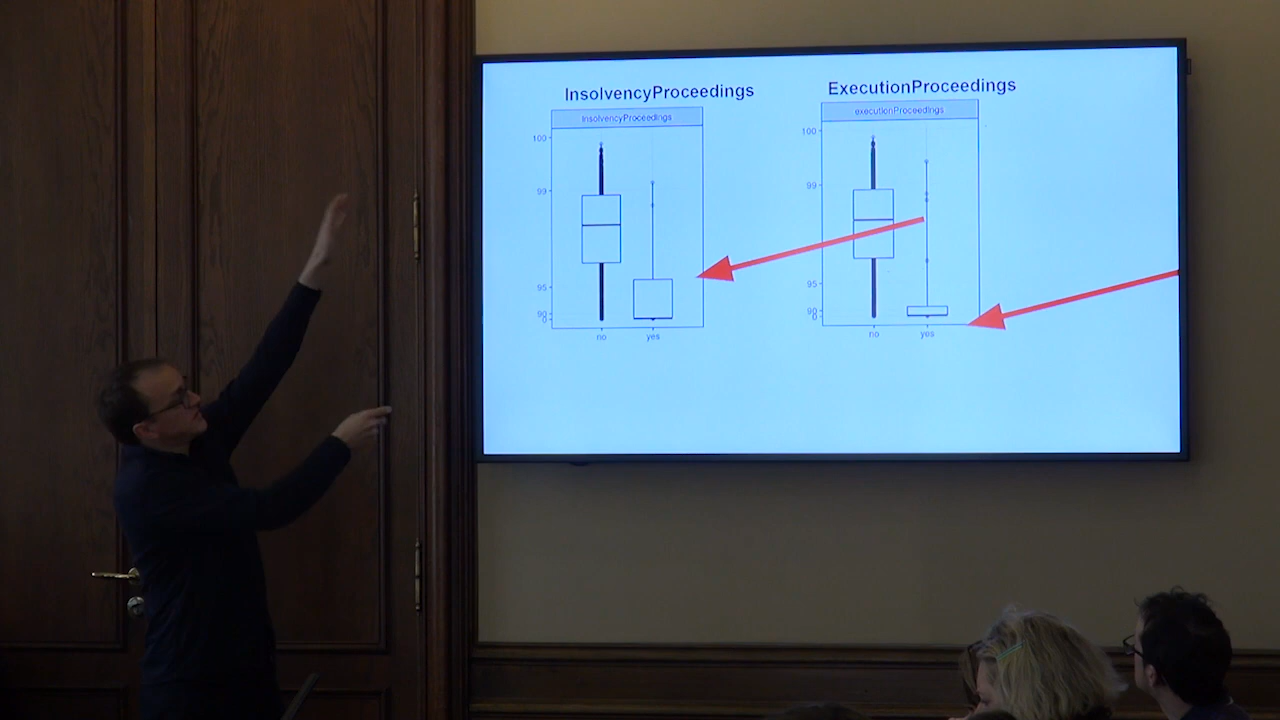 InsolvencyProceedings
insolvencyProceedings
100
99
95
90
0
no
yes
ExecutionProceedings
executionProceedings
100
99
95
90
0
no
yes